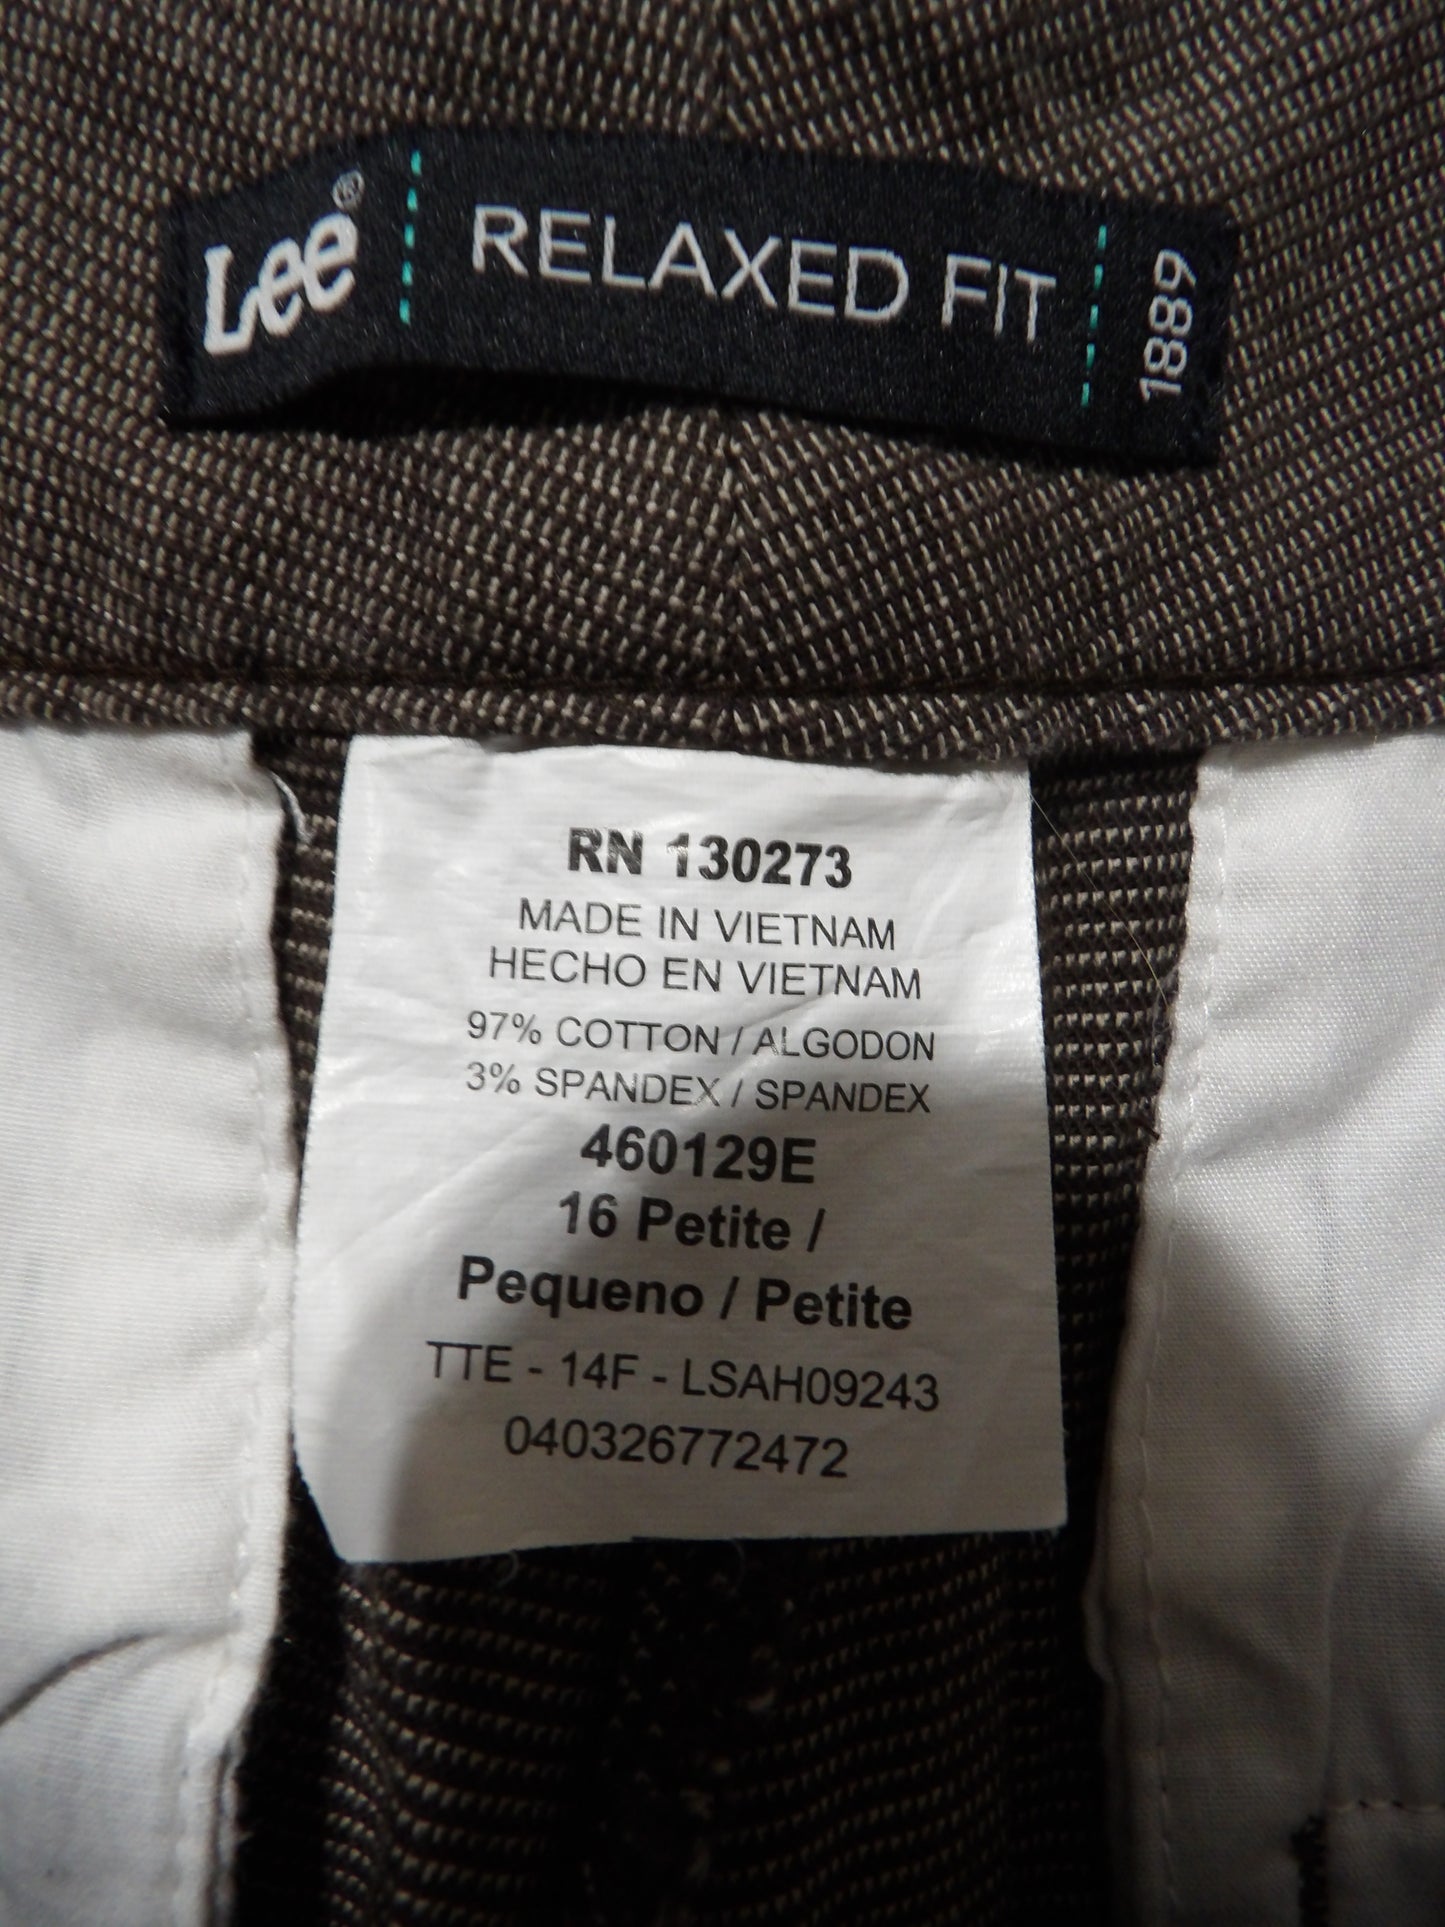 Lee® RELAXED FIT 1889
RN 130273
MADE IN VIETNAM
HECHO EN VIETNAM
97% COTTON / ALGODON
3% SPANDEX / SPANDEX
460129E
16 Petite /
Pequeno / Petite
TTE - 14F - LSAH09243
040326772472